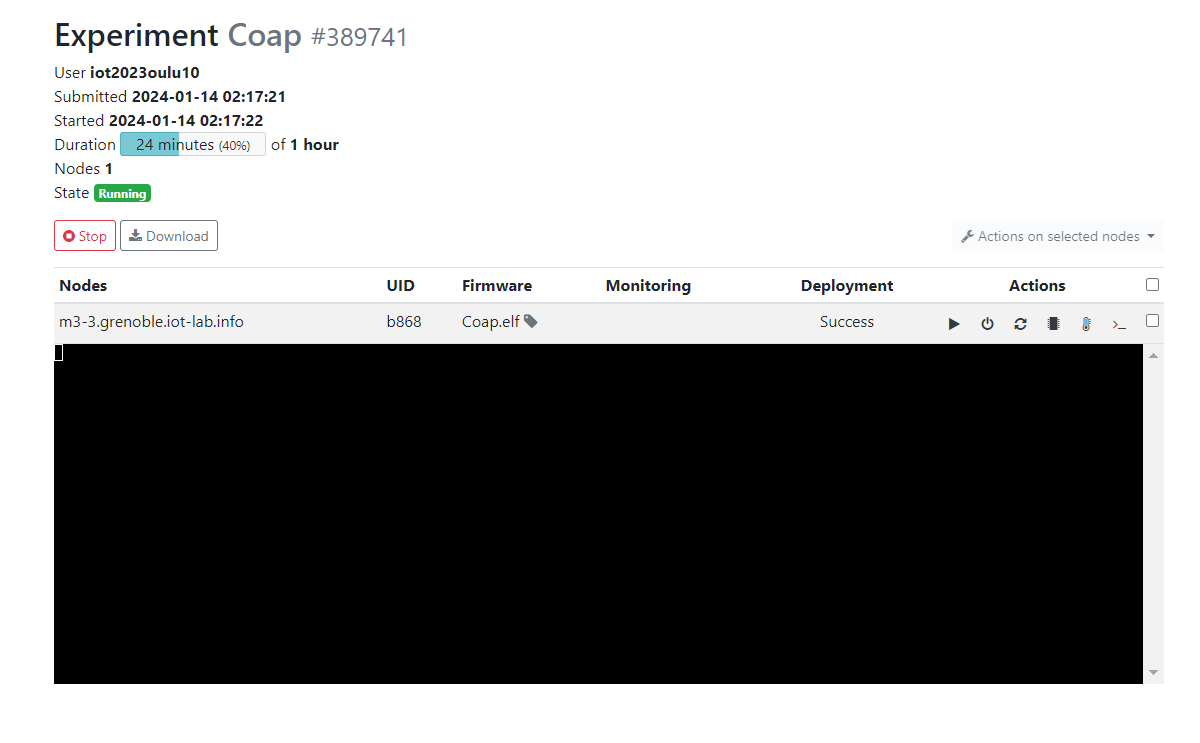 Experiment Coap #389741
User iot2023oulu10
Submitted 2024-01-14 02:17:21
Started 2024-01-14 02:17:22
Duration 24 minutes (40%) of 1 hour
Nodes 1
State Running
Stop Download Actions on selected nodes
Nodes UID Firmware Monitoring Deployment Actions
m3-3.grenoble.iot-lab.info b868 Coap.elf Success